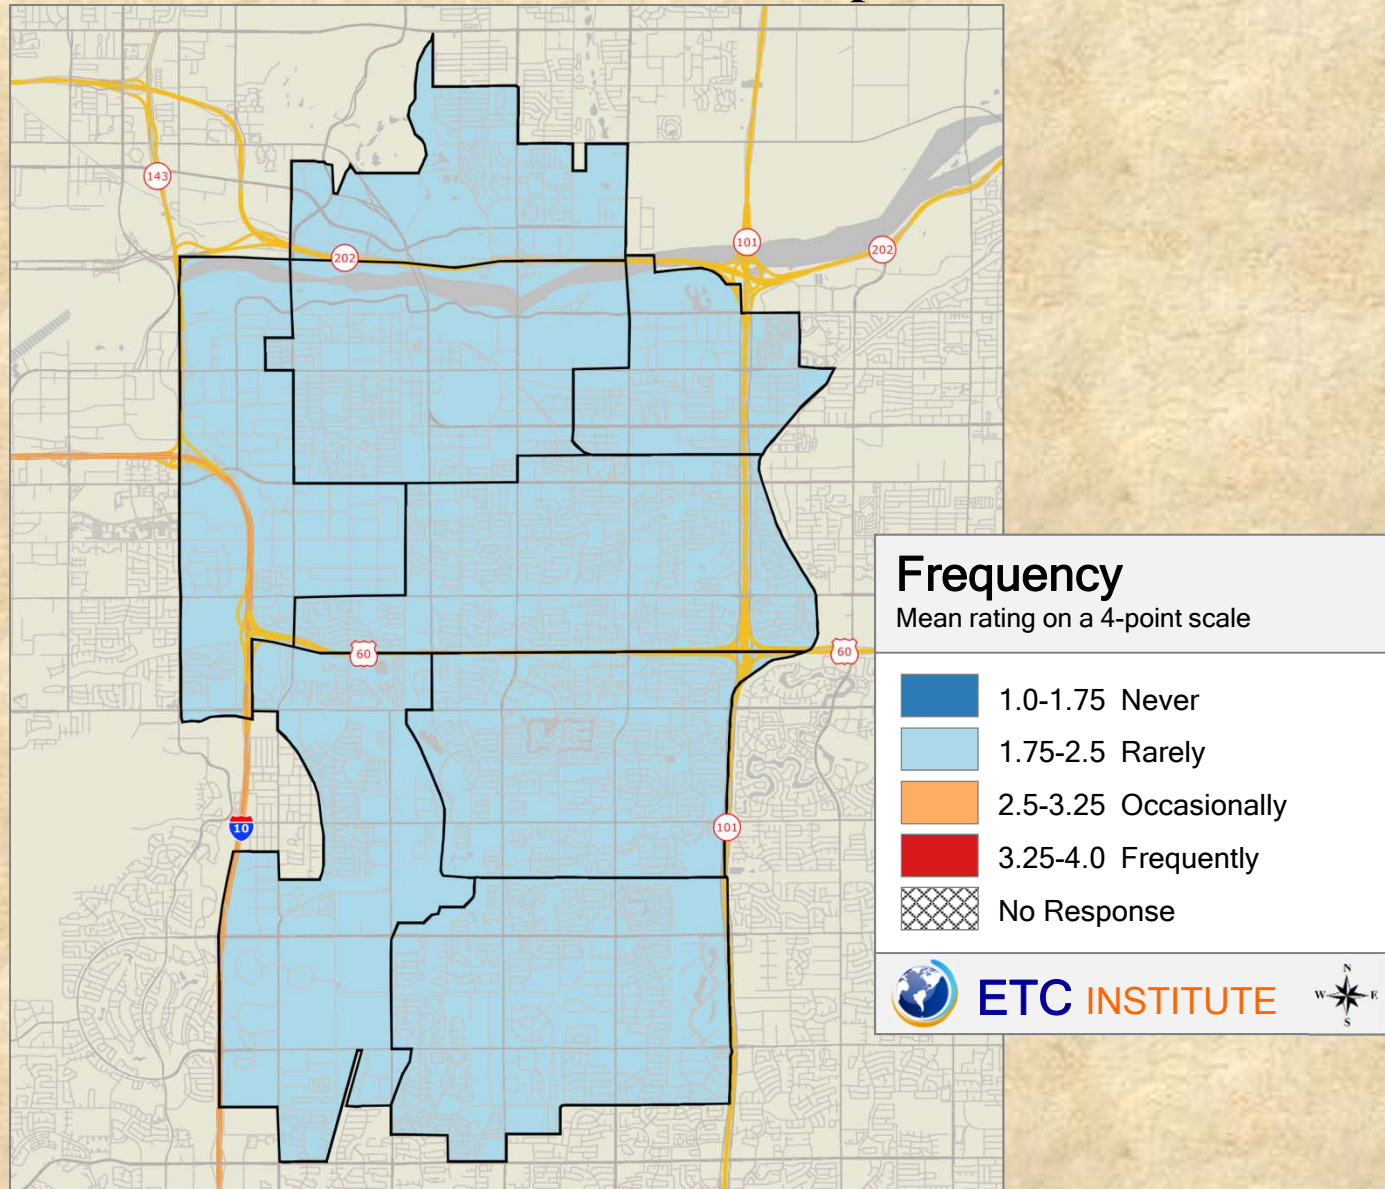 143
202
101
202
Frequency
Mean rating on a 4-point scale
60
60
1.0-1.75 Never
1.75-2.5 Rarely
2.5-3.25 Occasionally
10
101
3.25-4.0 Frequently
No Response
ETC INSTITUTE
N
W E
S